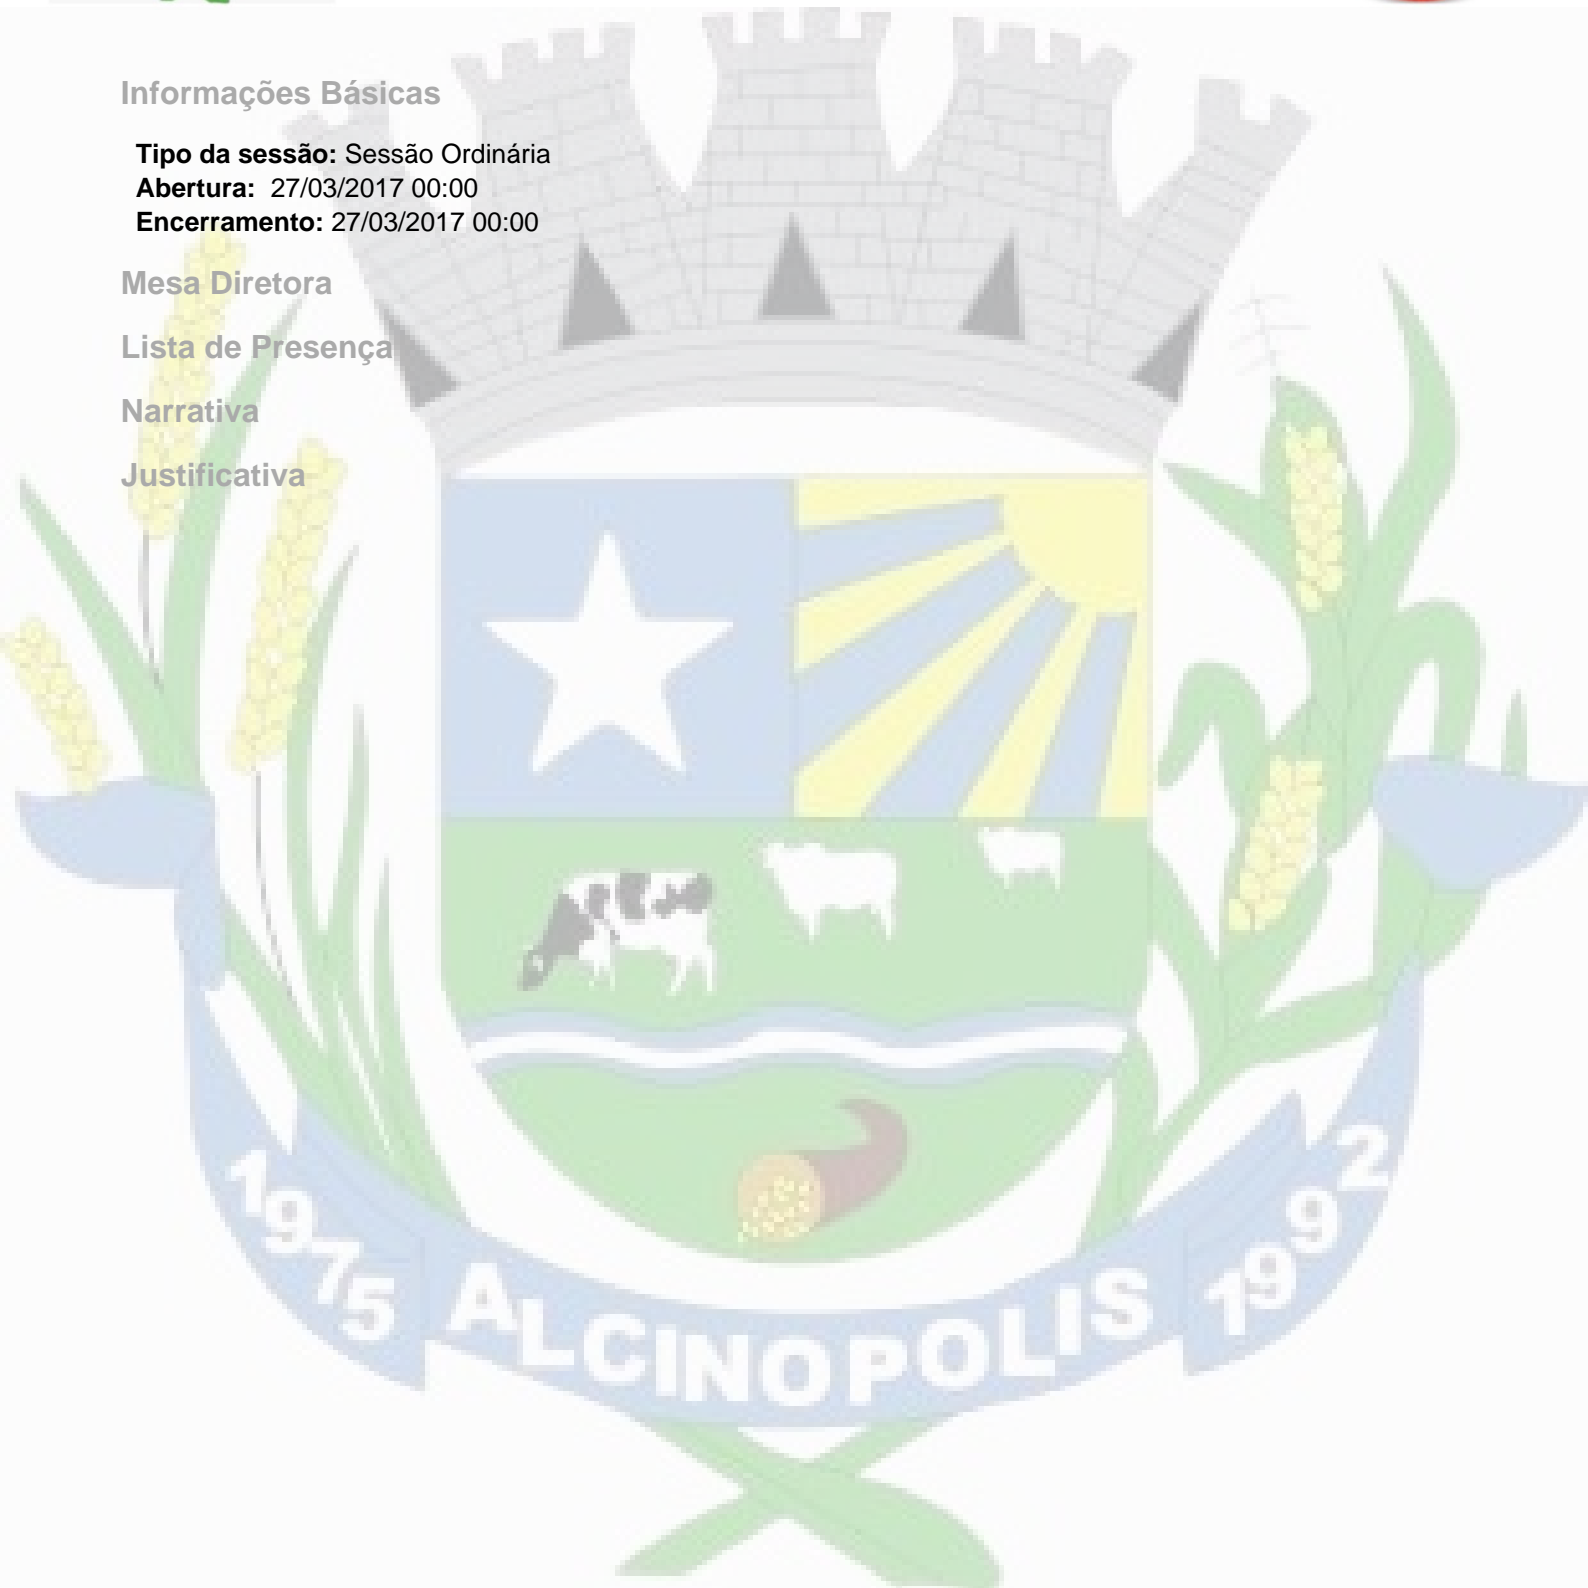 Informações Básicas
Tipo da sessão: Sessão Ordinária
Abertura: 27/03/2017 00:00
Encerramento: 27/03/2017 00:00
Mesa Diretora
Lista de Presença
Narrativa
Justificativa
1975 ALCINOPOLIS 1992